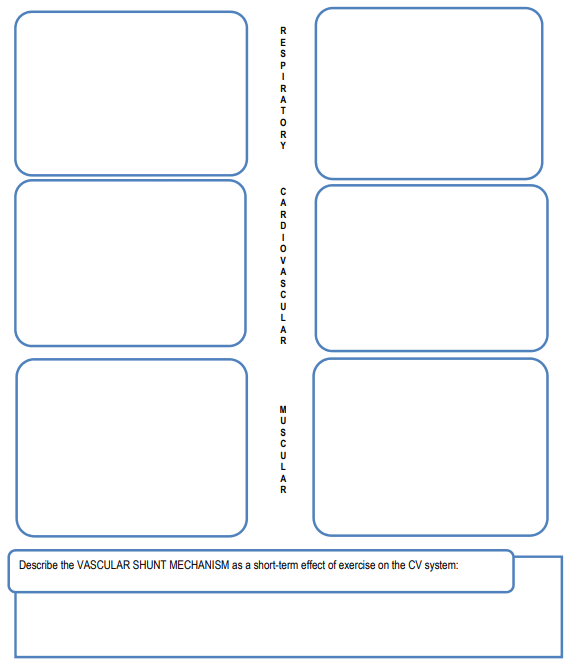 RESPIRATORY
CARDIOVASCULAR
MUSCULAR
Describe the VASCULAR SHUNT MECHANISM as a short-term effect of exercise on the CV system: